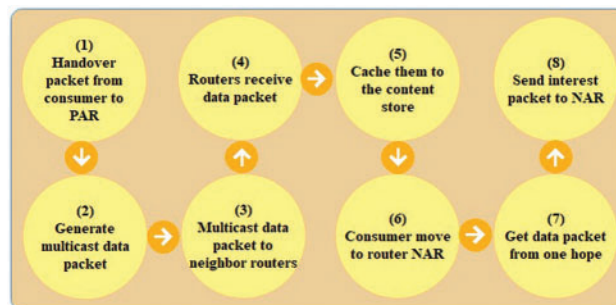 (1)
Handover
packet from
consumer to
PAR
(2)
Generate
multicast data
packet
(3)
Multicast data
packet to
neighbor routers
(4)
Routers receive
data packet
(5)
Cache them to
the content
store
(6)
Consumer move
to router NAR
(7)
Get data packet
from one hope
(8)
Send interest
packet to NAR